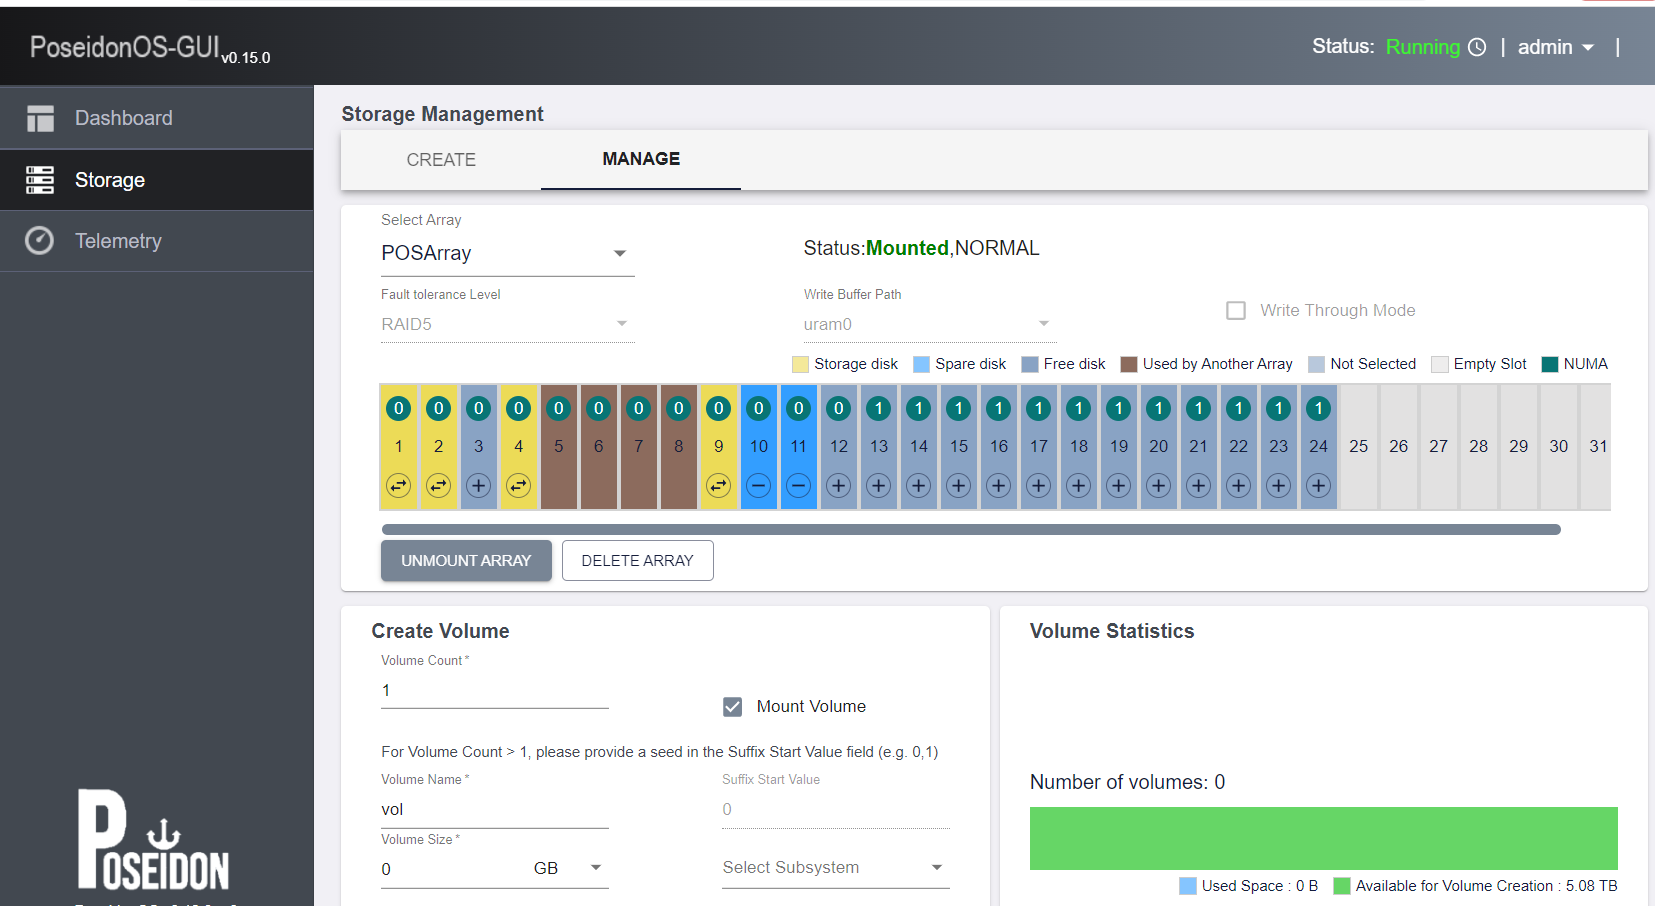 PoseidonOS-GUI v0.15.0
Status: Running | admin |
Dashboard
Storage
Telemetry
POSEIDON
Storage Management
CREATE MANAGE
Select Array
POSArray
Status:Mounted,NORMAL
Fault tolerance Level
RAID5
Write Buffer Path
uram0
Write Through Mode
Storage disk Spare disk Free disk Used by Another Array Not Selected Empty Slot NUMA
0 0 0 0 0 0 0 0 0 0 0 0 1 1 1 1 1 1 1 1 1 1 1 1
1 2 3 4 5 6 7 8 9 10 11 12 13 14 15 16 17 18 19 20 21 22 23 24 25 26 27 28 29 30 31
UNMOUNT ARRAY DELETE ARRAY
Create Volume
Volume Count *
1
Mount Volume
For Volume Count > 1, please provide a seed in the Suffix Start Value field (e.g. 0,1)
Volume Name *
vol
Suffix Start Value
0
Volume Size *
0 GB
Select Subsystem
Volume Statistics
Number of volumes: 0
Used Space : 0 B Available for Volume Creation : 5.08 TB